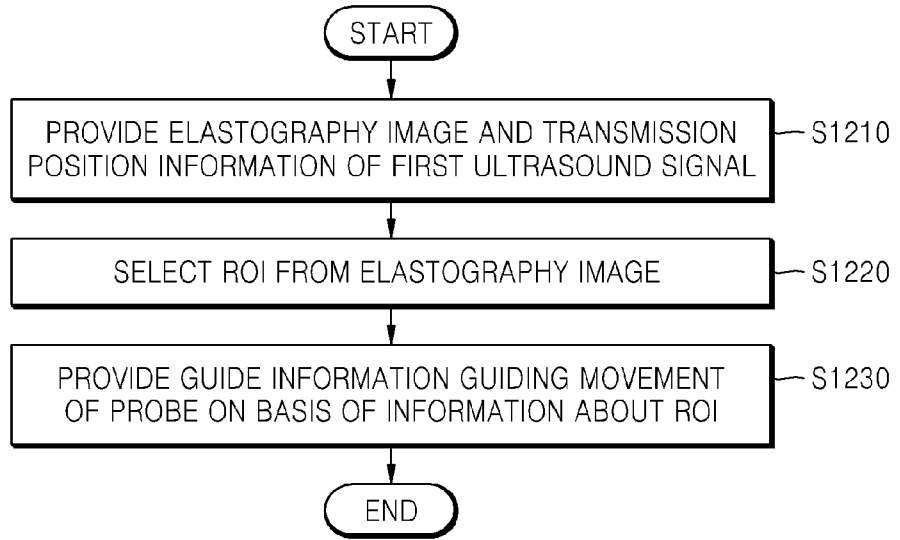 START
PROVIDE ELASTOGRAPHY IMAGE AND TRANSMISSION
POSITION INFORMATION OF FIRST ULTRASOUND SIGNAL
S1210
SELECT ROI FROM ELASTOGRAPHY IMAGE
S1220
PROVIDE GUIDE INFORMATION GUIDING MOVEMENT
OF PROBE ON BASIS OF INFORMATION ABOUT ROI
S1230
END